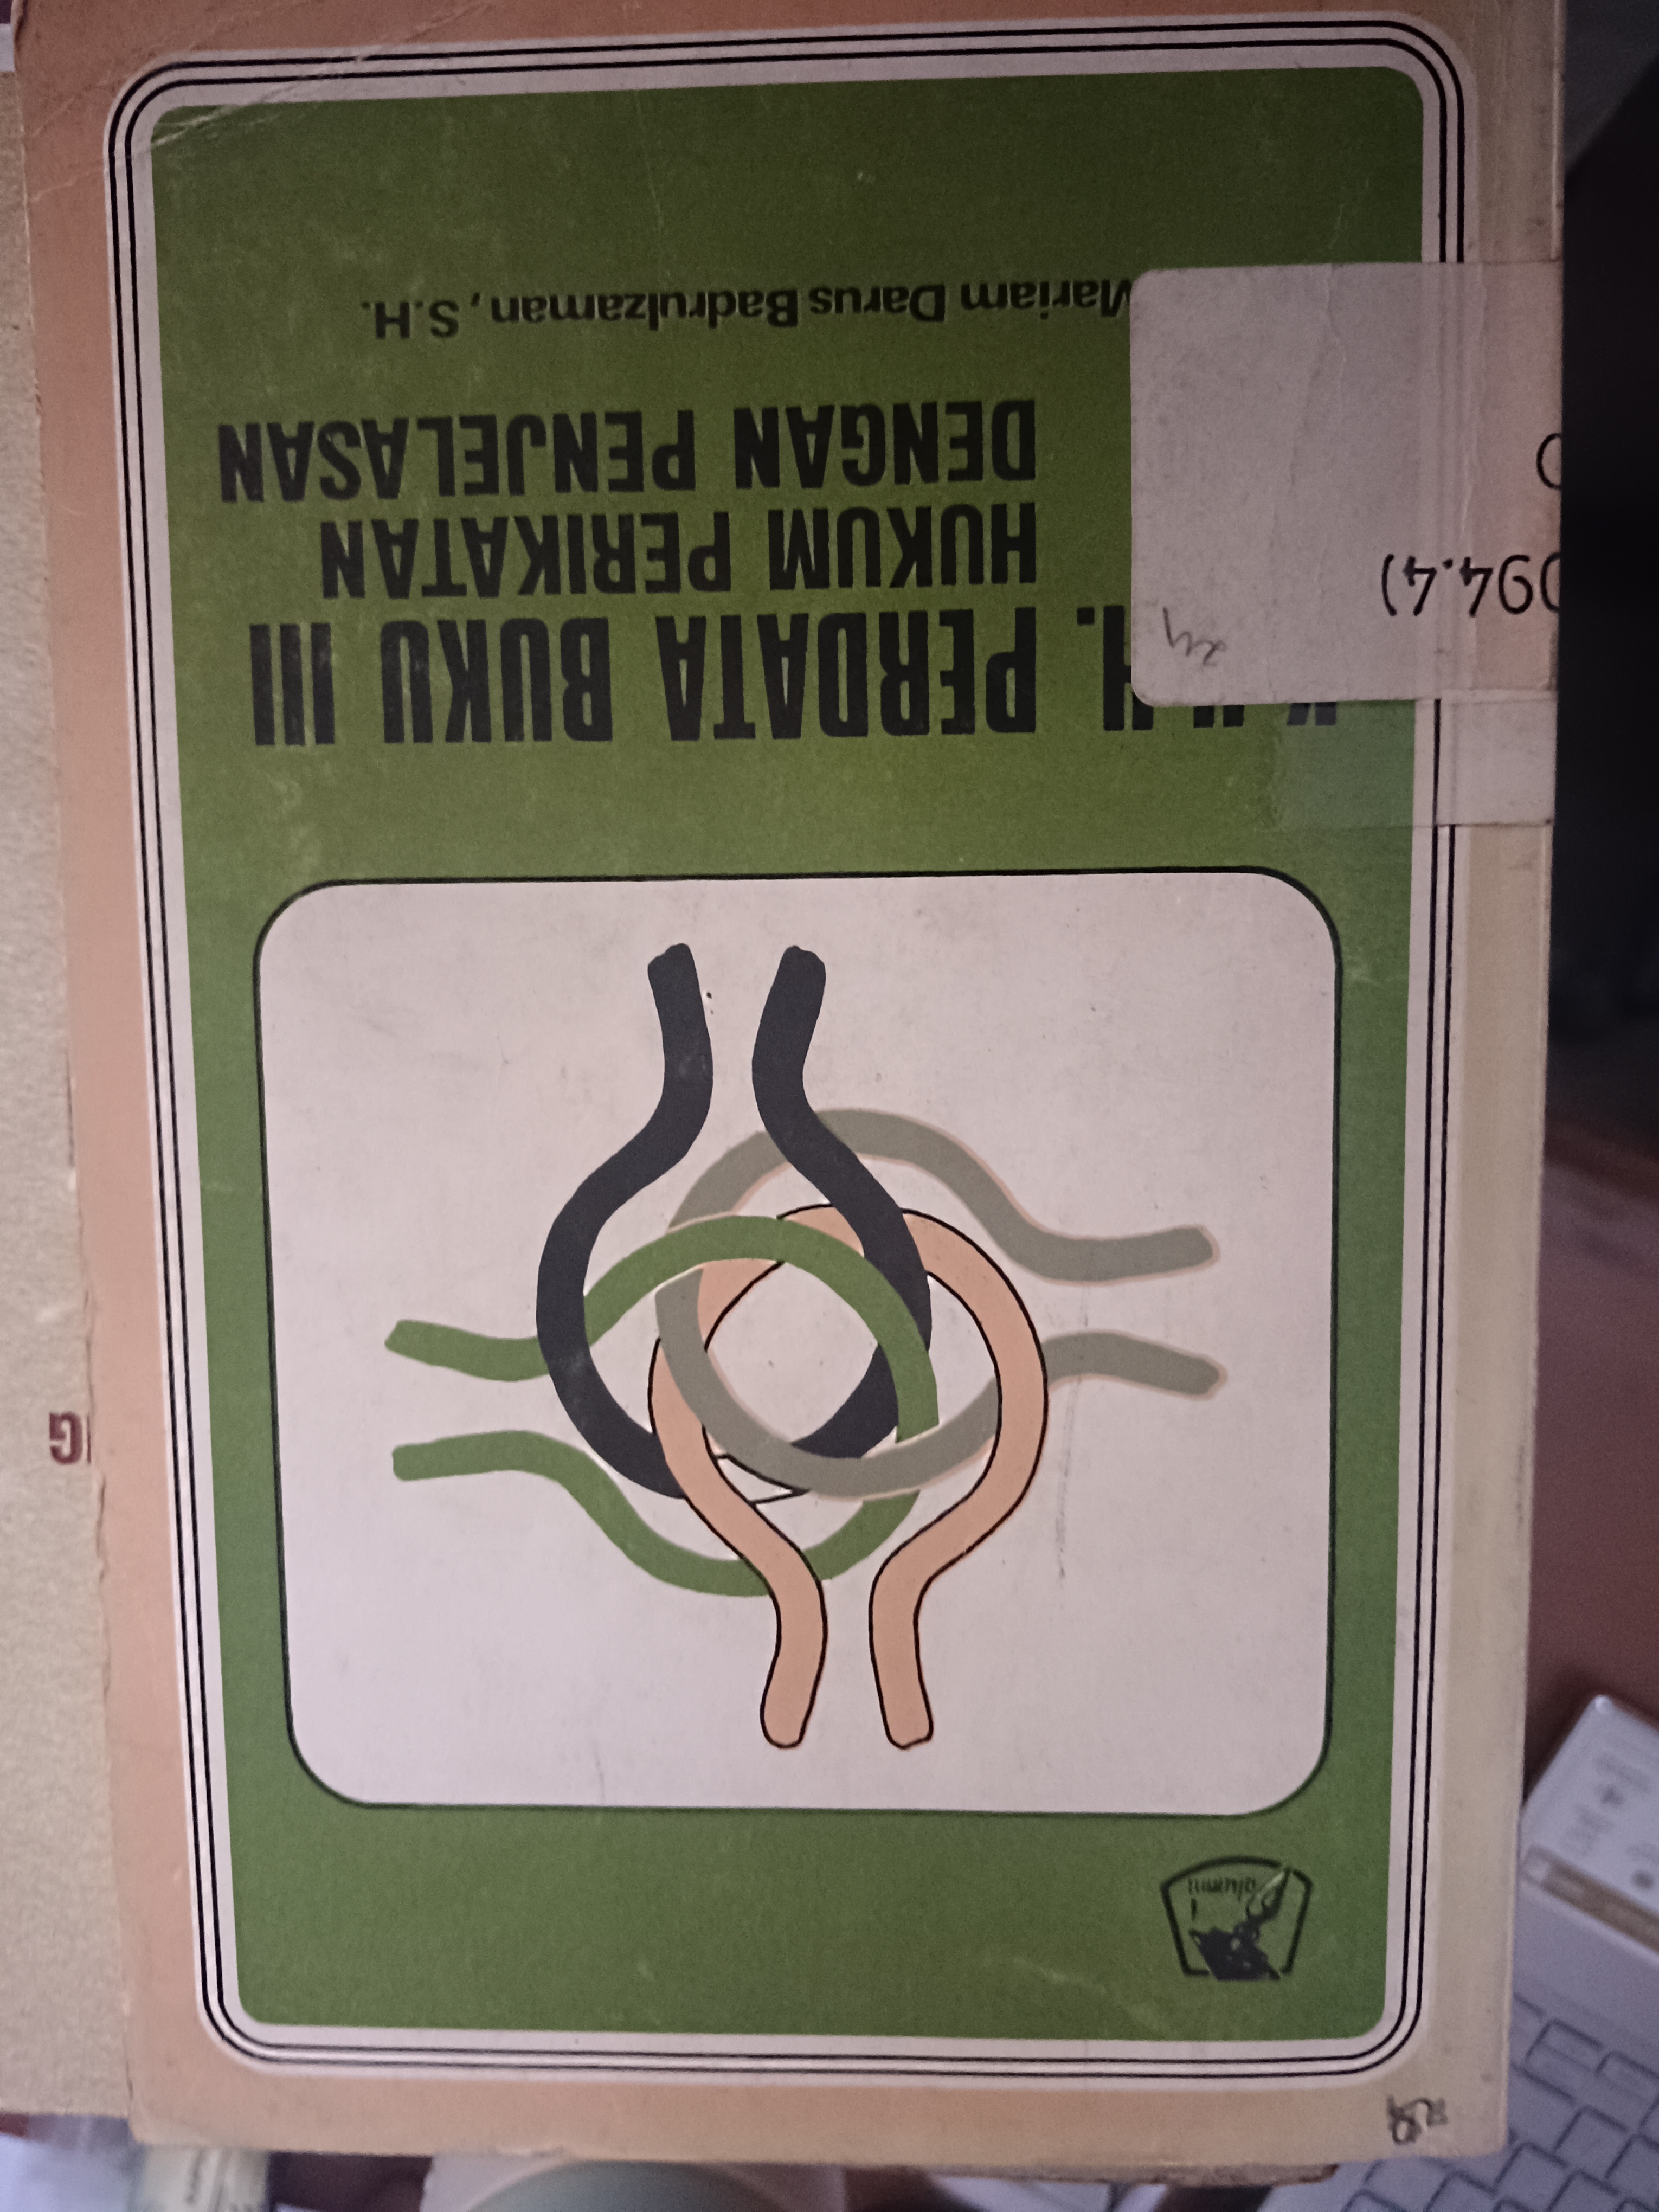 alumni
K.U.H. PERDATA BUKU III
HUKUM PERIKATAN
DENGAN PENJELASAN
Mariam Darus Badrulzaman, S.H.
094.4)